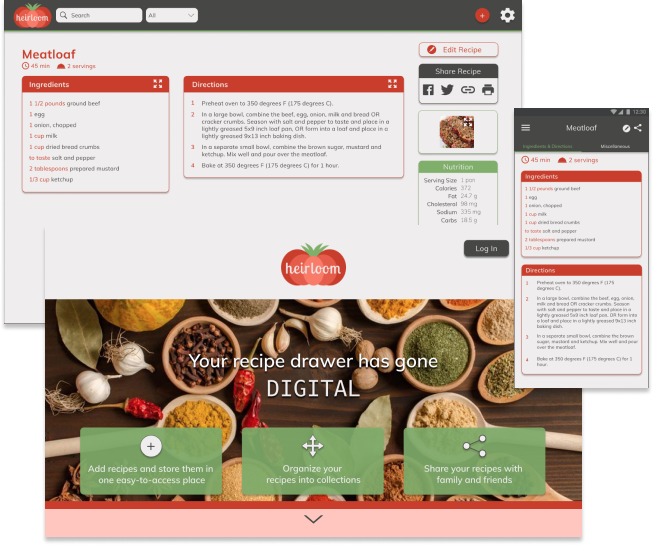 heirloom
Search
All
Meatloaf
45 min
2 servings
Ingredients
1 1/2 pounds ground beef
1 egg
1 onion, chopped
1 cup milk
1 cup dried bread crumbs
to taste salt and pepper
2 tablespoons prepared mustard
1/3 cup ketchup
Directions
1 Preheat oven to 350 degrees F (175 degrees C).
2 In a large bowl, combine the beef, egg, onion, milk and bread OR
cracker crumbs. Season with salt and pepper to taste and place in a
lightly greased 5x9 inch loaf pan, OR form into a loaf and place in a
lightly greased 9x13 inch baking dish.
3 In a separate small bowl, combine the brown sugar, mustard and
ketchup. Mix well and pour over the meatloaf.
4 Bake at 350 degrees F (175 degrees C) for 1 hour.
Edit Recipe
Share Recipe
Nutrition
Serving Size 1 pan
Calories 372
Fat 24.7 g
Cholesterol 98 mg
Sodium 335 mg
Carbs 18.5 g
12:30
Meatloaf
Ingredients & Directions
Miscellaneous
45 min
2 servings
Ingredients
1 1/2 pounds ground beef
1 egg
1 onion, chopped
1 cup milk
1 cup dried bread crumbs
to taste salt and pepper
2 tablespoons prepared mustard
1/3 cup ketchup
Directions
1 Preheat oven to 350 degrees F (175
degrees C).
2 In a large bowl, combine the beef, egg, onion,
milk and bread OR cracker crumbs. Season
with salt and pepper to taste and place in a
lightly greased 5x9 inch loaf pan, OR form into
a loaf and place in a lightly greased 9x13 inch
baking dish.
3 In a separate small bowl, combine the brown
sugar, mustard and ketchup. Mix well and pour
over the meatloaf.
4 Bake at 350 degrees F (175 degrees C) for 1
hour.
Log In
heirloom
Your recipe drawer has gone
DIGITAL
Add recipes and store them in
one easy-to-access place
Organize your
recipes into collections
Share your recipes with
family and friends